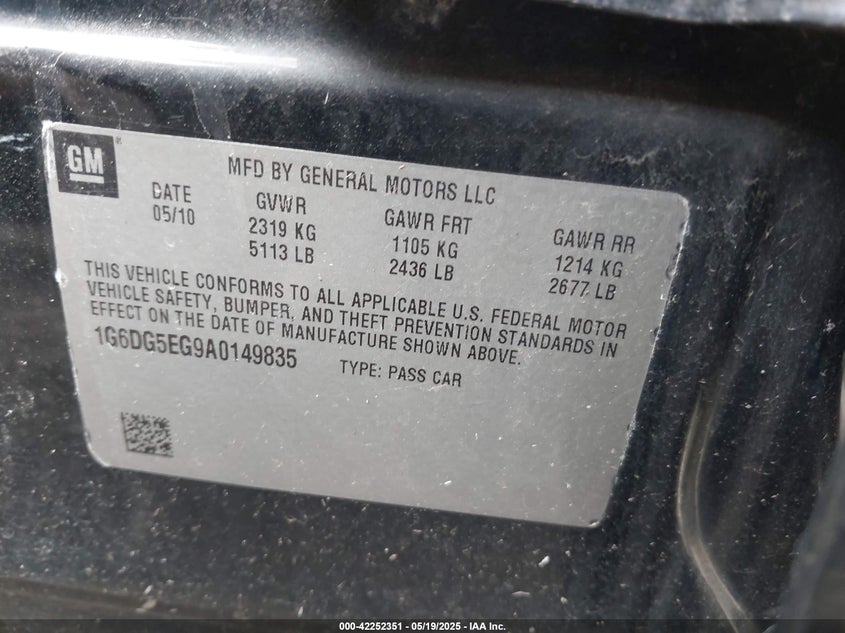 GM
MFD BY GENERAL MOTORS LLC
DATE GVWR GAWR FRT GAWR RR
05/10 2319 KG 1105 KG 1214 KG
5113 LB 2436 LB 2677 LB
THIS VEHICLE CONFORMS TO ALL APPLICABLE U.S. FEDERAL MOTOR
VEHICLE SAFETY, BUMPER, AND THEFT PREVENTION STANDARDS IN
EFFECT ON THE DATE OF MANUFACTURE SHOWN ABOVE.
1G6DG5EG9A0149835 TYPE: PASS CAR
000-42252351 — 05/19/2025 — IAA Inc.